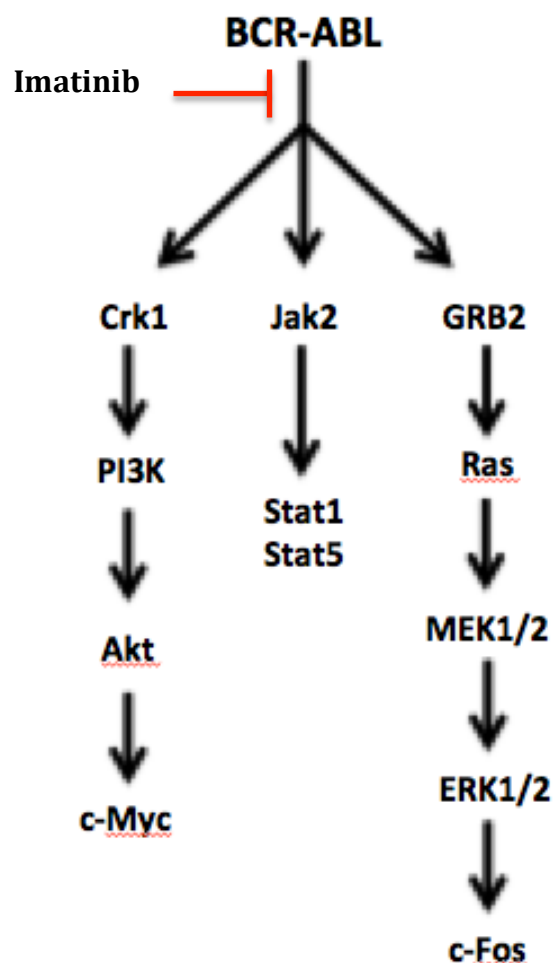 BCR-ABL
Imatinib
Crk1
Jak2
GRB2
PI3K
Ras
Stat1
Stat5
MEK1/2
Akt
ERK1/2
c-Myc
c-Fos